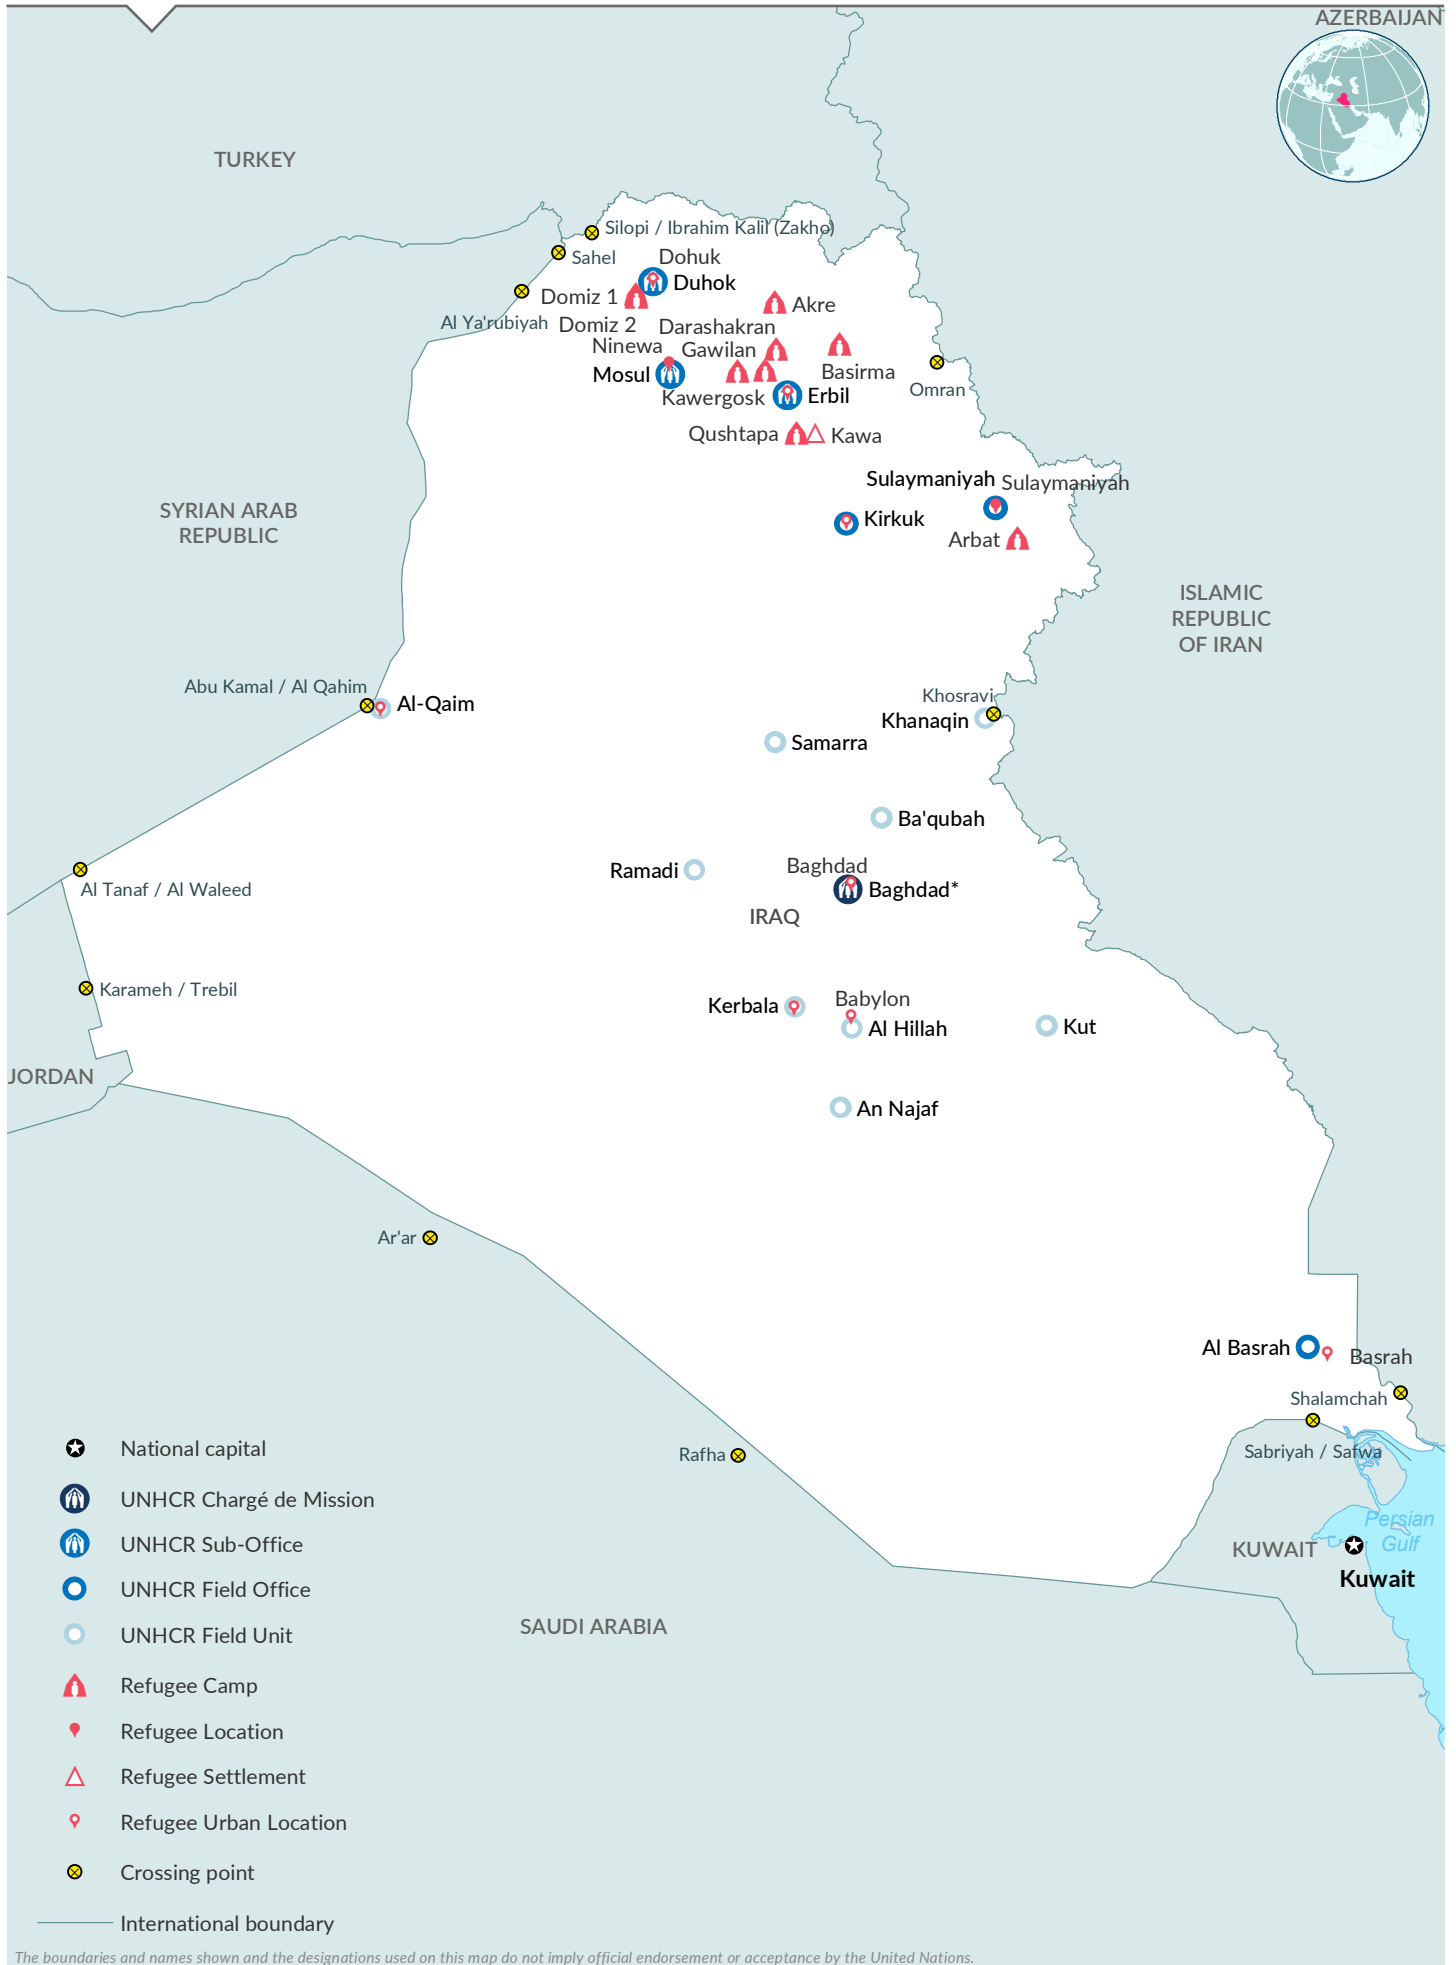 AZERBAIJAN
TURKEY
Silopi / Ibrahim Kalil (Zakho)
Sahel
Dohuk
Duhok
Domiz 1
Akre
Al Ya'rubiyah
Domiz 2
Darashakran
Ninewa
Gawilan
Mosul
Basirma
Omran
Kawergosk
Erbil
Qushtapa
Kawa
Sulaymaniyah
Sulaymaniyah
SYRIAN ARAB
REPUBLIC
Kirkuk
Arbat
ISLAMIC
REPUBLIC
OF IRAN
Abu Kamal / Al Qahim
Al-Qaim
Khosravi
Khanaqin
Samarra
Ba'qubah
Ramadi
Baghdad
Baghdad*
Al Tanaf / Al Waleed
IRAQ
Karameh / Trebil
Kerbala
Babylon
Al Hillah
Kut
JORDAN
An Najaf
Ar'ar
Al Basrah
Basrah
Shalamchah
Sabriyah / Safwa
Rafha
Persian
Gulf
KUWAIT
Kuwait
SAUDI ARABIA
National capital
UNHCR Chargé de Mission
UNHCR Sub-Office
UNHCR Field Office
UNHCR Field Unit
Refugee Camp
Refugee Location
Refugee Settlement
Refugee Urban Location
Crossing point
International boundary
The boundaries and names shown and the designations used on this map do not imply official endorsement or acceptance by the United Nations.